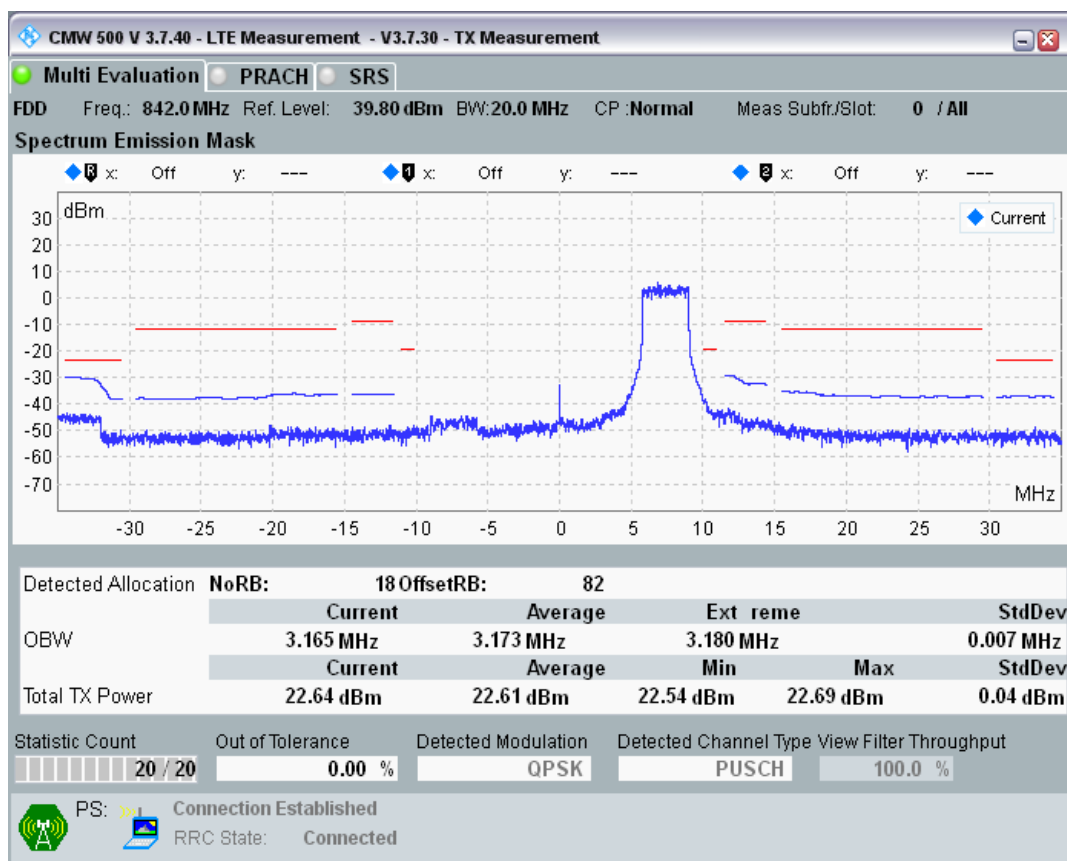 CMW 500 V 3.7.40 - LTE Measurement - V3.7.30 - TX Measurement
Multi Evaluation PRACH SRS
FDD Freq.: 842.0 MHz Ref. Level: 39.80 dBm BW:20.0 MHz CP :Normal Meas Subfr./Slot: 0 / All
Spectrum Emission Mask
R x: Off y: --- 1 x: Off y: --- 2 x: Off y: ---
dBm
Current
30
20
10
0
-10
-20
-30
-40
-50
-60
-70
MHz
-30 -25 -20 -15 -10 -5 0 5 10 15 20 25 30
Detected Allocation NoRB: 18 OffsetRB: 82
Current Average Ext reme StdDev
OBW 3.165 MHz 3.173 MHz 3.180 MHz 0.007 MHz
Current Average Min Max StdDev
Total TX Power 22.64 dBm 22.61 dBm 22.54 dBm 22.69 dBm 0.04 dBm
Statistic Count Out of Tolerance Detected Modulation Detected Channel Type View Filter Throughput
20 / 20 0.00 % QPSK PUSCH 100.0 %
PS: Connection Established
RRC State: Connected